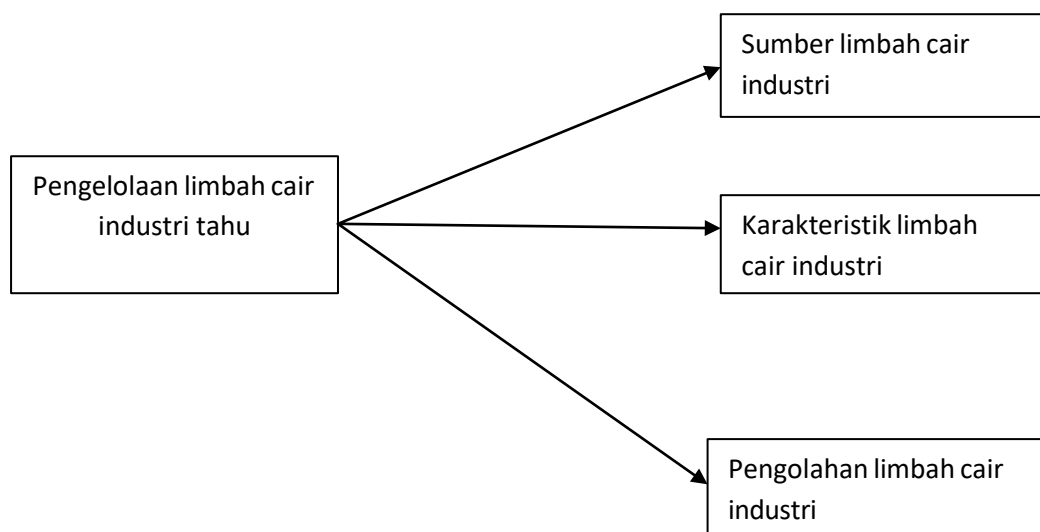 Sumber limbah cair
industri
Pengelolaan limbah cair
industri tahu
Karakteristik limbah
cair industri
Pengolahan limbah cair
industri